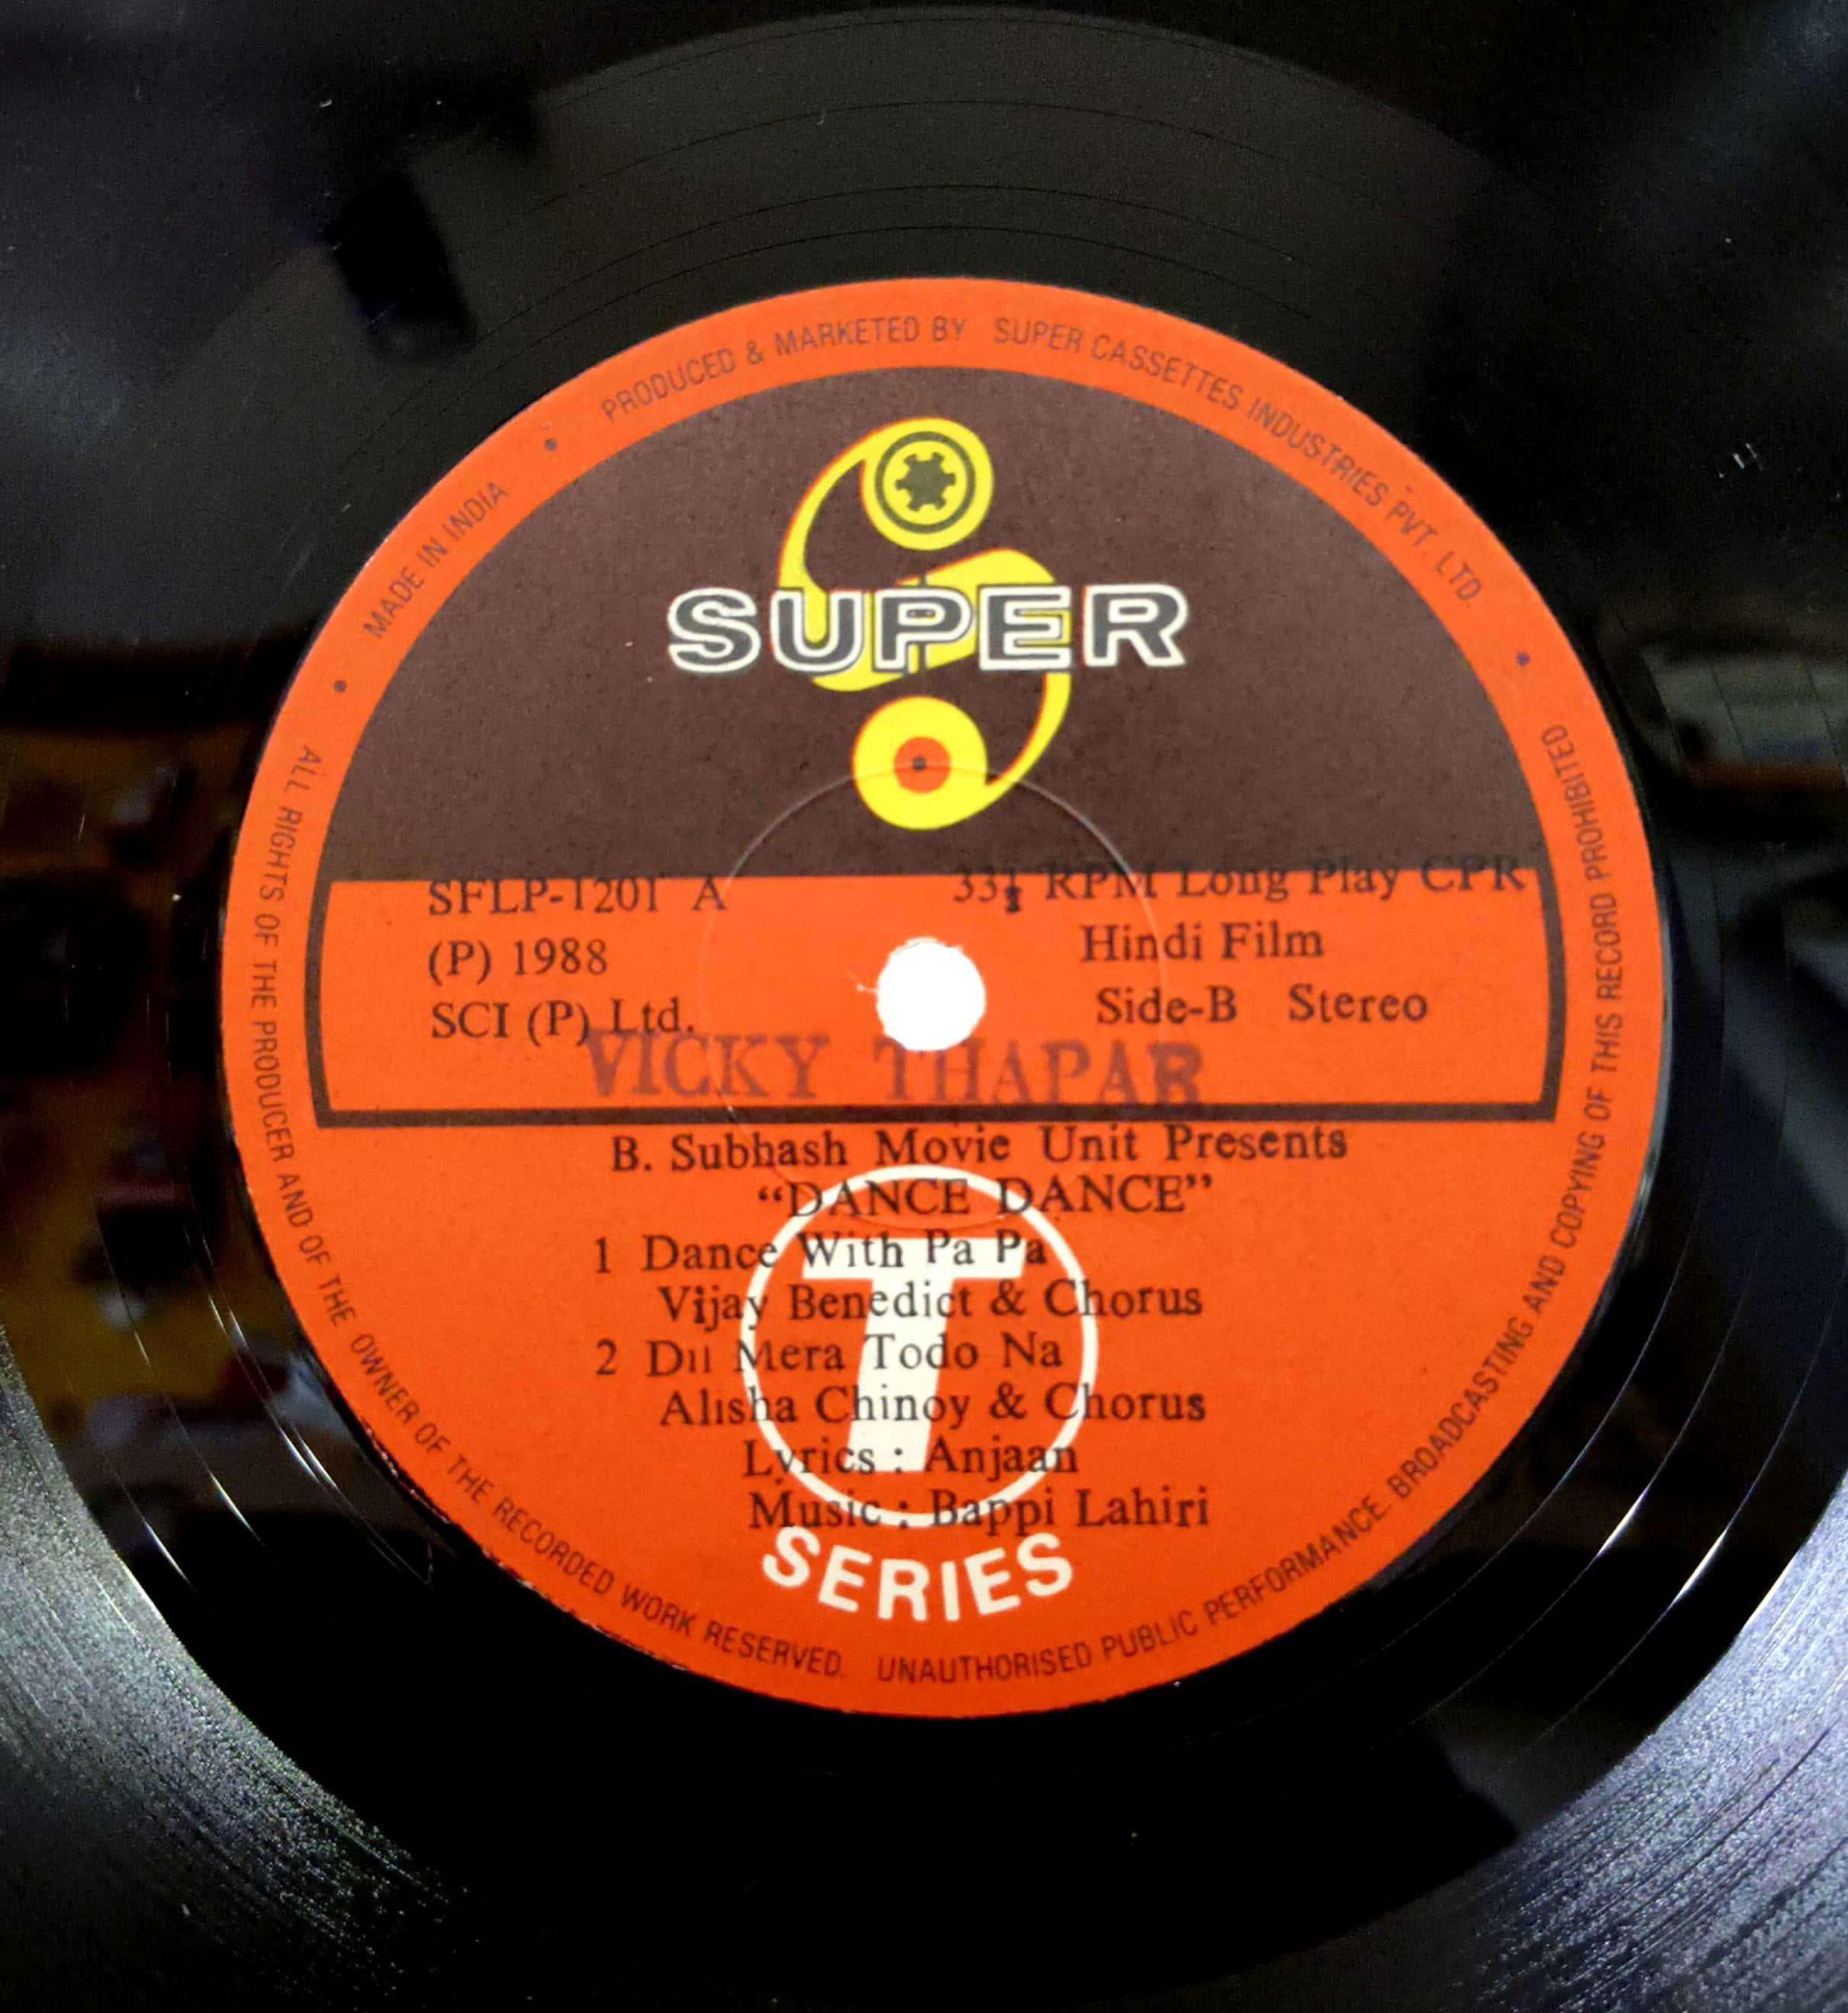 MADE IN INDIA • PRODUCED & MARKETED BY SUPER CASSETTES INDUSTRIES PVT. LTD. •
SUPER
SFLP-1201 A
33⅓ RPM Long Play CPR
(P) 1988
Hindi Film
SCI (P) Ltd.
Side-B Stereo
VICKY THAPAR
B. Subhash Movie Unit Presents
“DANCE DANCE”
1 Dance With Pa Pa
Vijay Benedict & Chorus
2 Dil Mera Todo Na
Alisha Chinoy & Chorus
Lyrics : Anjaan
Music : Bappi Lahiri
T
SERIES
ALL RIGHTS OF THE PRODUCER AND OF THE OWNER OF THE RECORDED WORK RESERVED. UNAUTHORISED PUBLIC PERFORMANCE. BROADCASTING AND COPYING OF THIS RECORD PROHIBITED